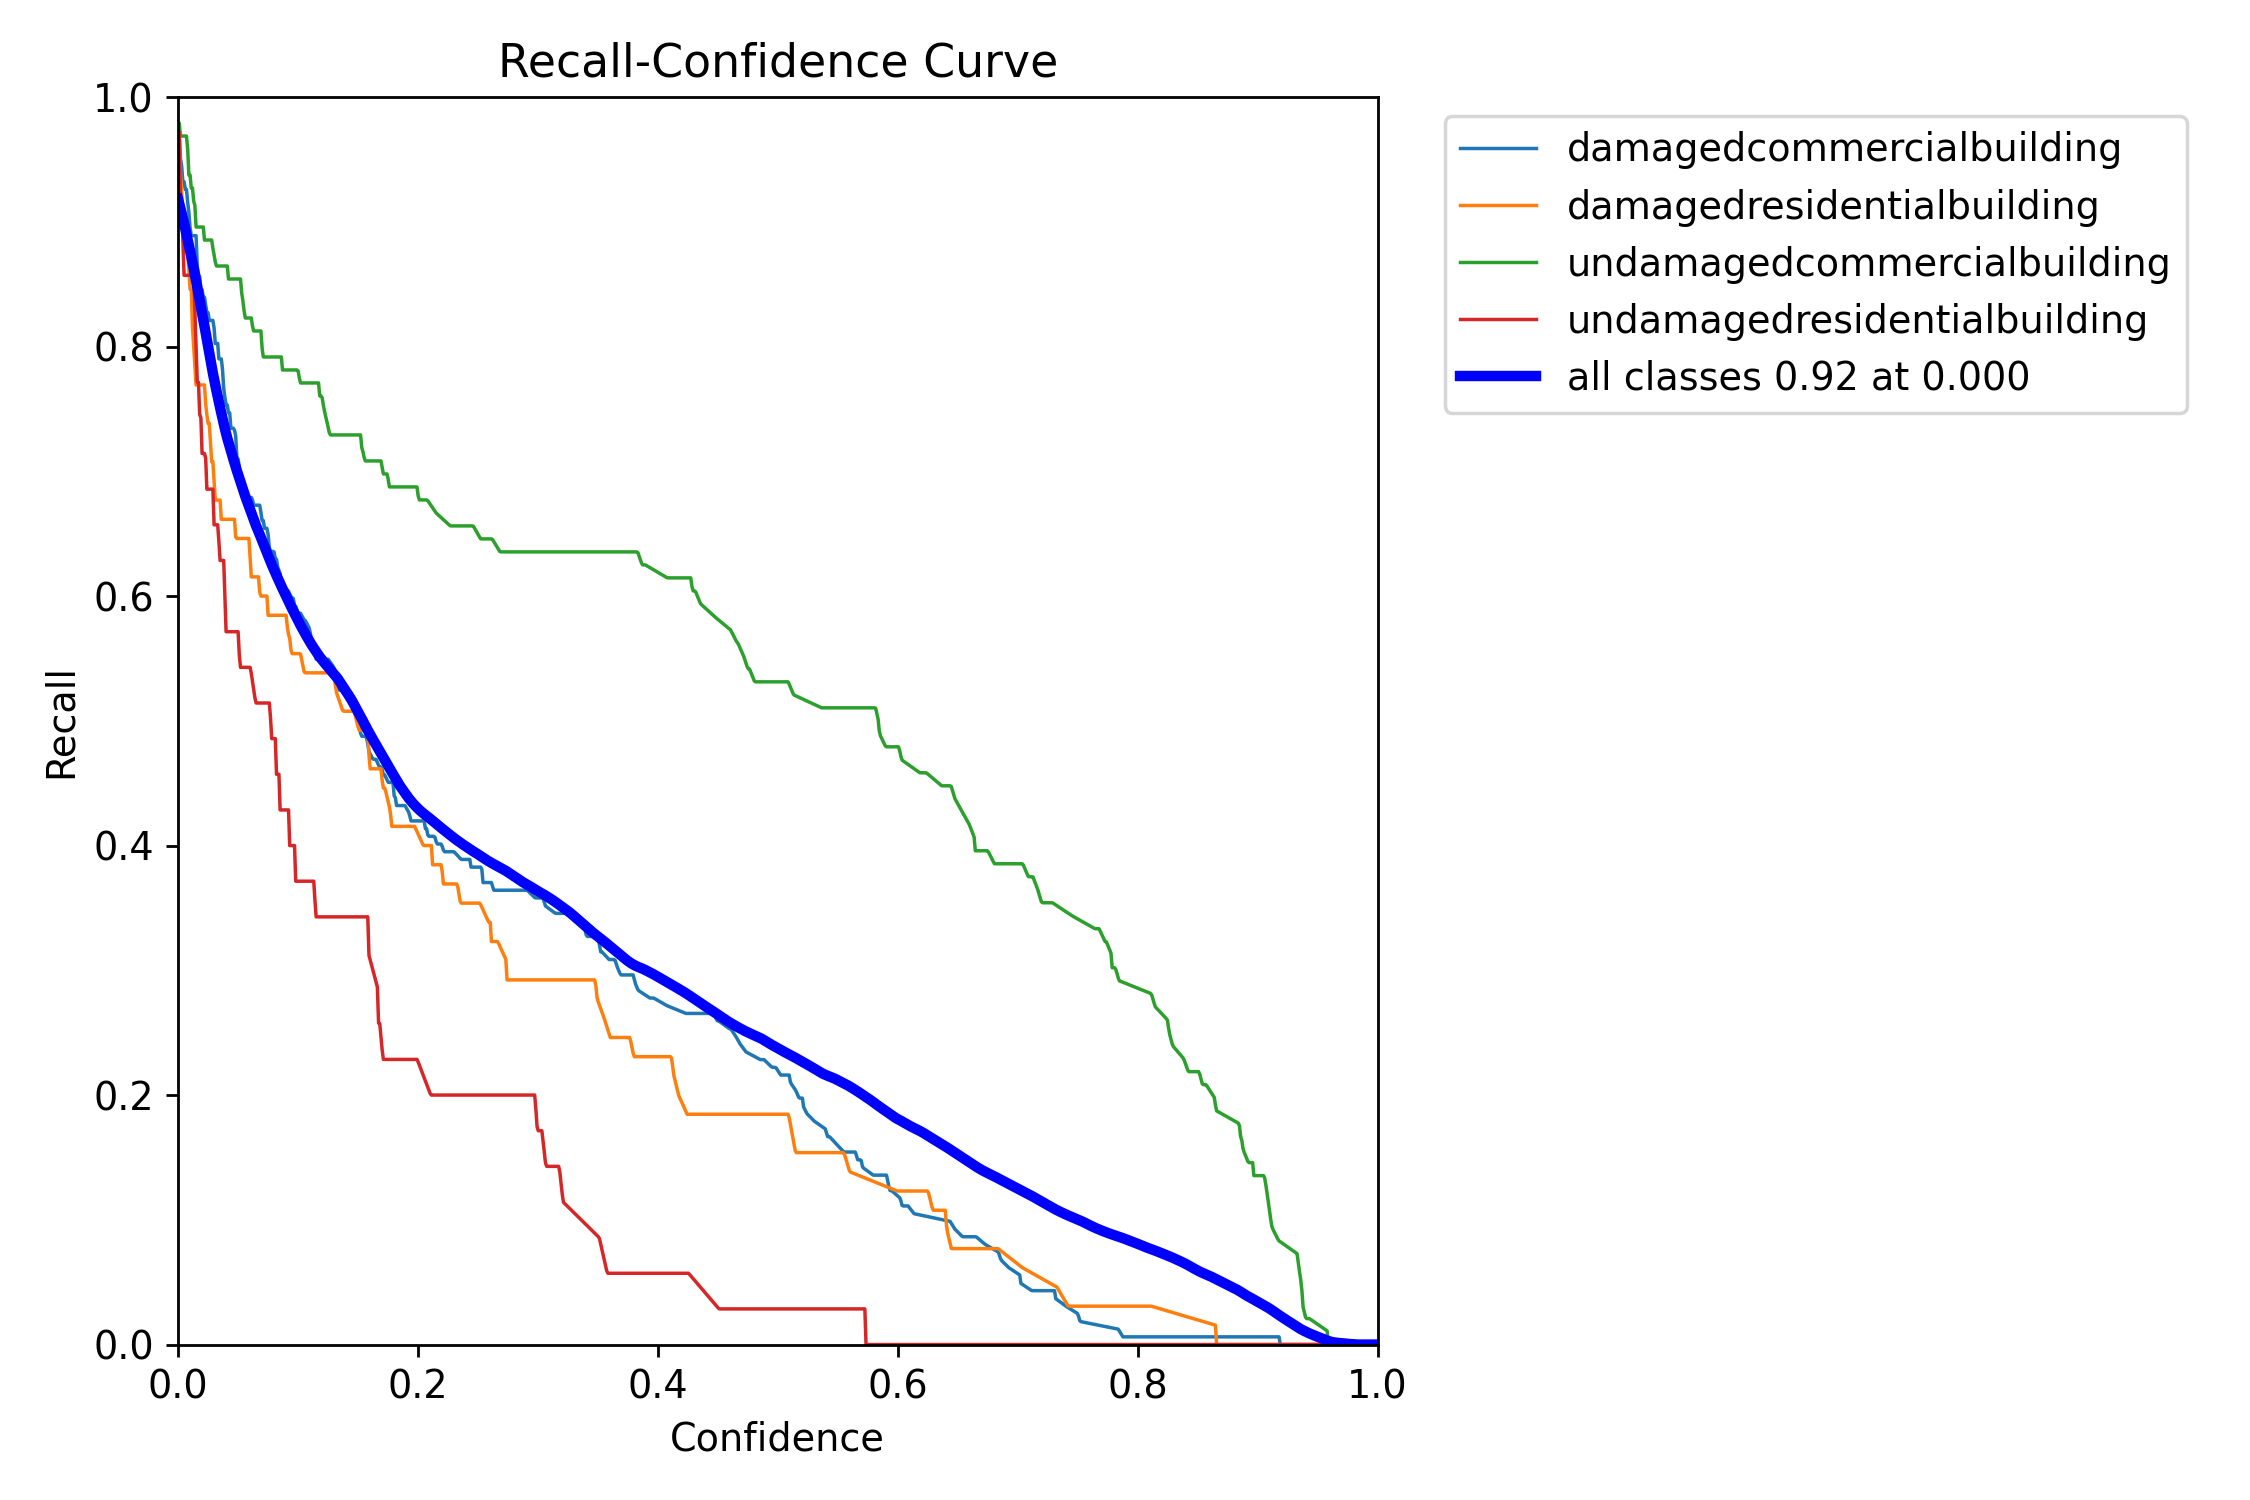 Recall-Confidence Curve
1.0
0.8
0.6
0.4
0.2
0.0
Recall
0.0 0.2 0.4 0.6 0.8 1.0
Confidence
damagedcommercialbuilding
damagedresidentialbuilding
undamagedcommercialbuilding
undamagedresidentialbuilding
all classes 0.92 at 0.000